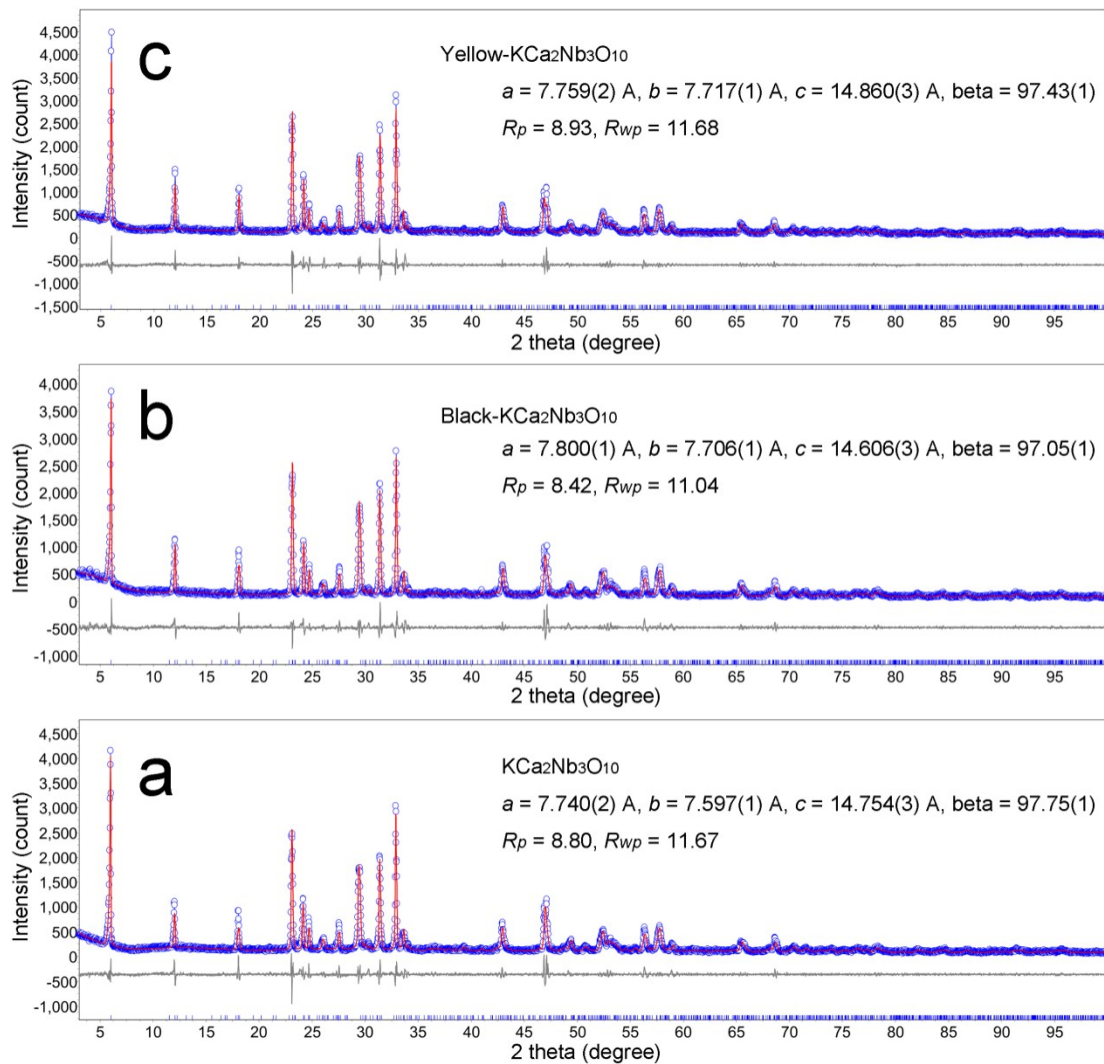 c
Yellow-KCa₂Nb₃O₁₀
a = 7.759(2) A, b = 7.717(1) A, c = 14.860(3) A, beta = 97.43(1)
Rp = 8.93, Rwp = 11.68
Intensity (count)
4,500
4,000
3,500
3,000
2,500
2,000
1,500
1,000
500
0
-500
-1,000
-1,500
5 10 15 20 25 30 35 40 45 50 55 60 65 70 75 80 85 90 95
2 theta (degree)
b
Black-KCa₂Nb₃O₁₀
a = 7.800(1) A, b = 7.706(1) A, c = 14.606(3) A, beta = 97.05(1)
Rp = 8.42, Rwp = 11.04
Intensity (count)
4,000
3,500
3,000
2,500
2,000
1,500
1,000
500
0
-500
-1,000
5 10 15 20 25 30 35 40 45 50 55 60 65 70 75 80 85 90 95
2 theta (degree)
a
KCa₂Nb₃O₁₀
a = 7.740(2) A, b = 7.597(1) A, c = 14.754(3) A, beta = 97.75(1)
Rp = 8.80, Rwp = 11.67
Intensity (count)
4,500
4,000
3,500
3,000
2,500
2,000
1,500
1,000
500
0
-500
-1,000
5 10 15 20 25 30 35 40 45 50 55 60 65 70 75 80 85 90 95
2 theta (degree)